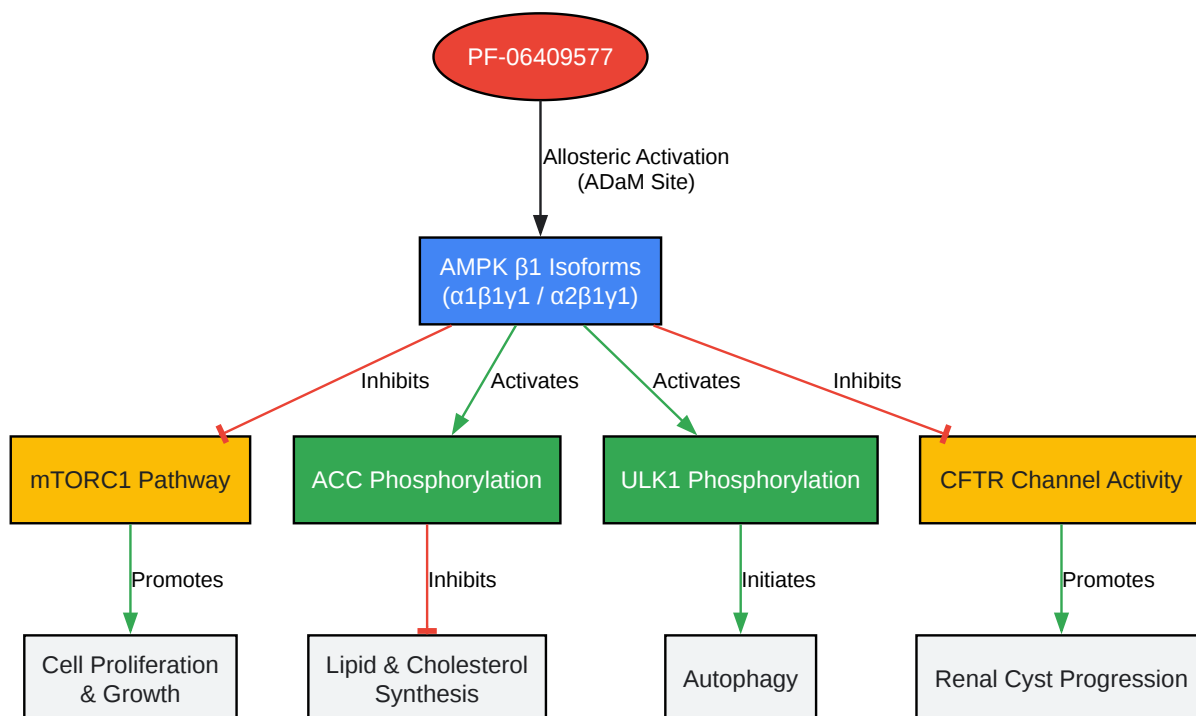 PF-06409577
Allosteric Activation
(ADaM Site)
AMPK β1 Isoforms
(α1β1γ1 / α2β1γ1)
Inhibits
Activates
Activates
Inhibits
mTORC1 Pathway
ACC Phosphorylation
ULK1 Phosphorylation
CFTR Channel Activity
Promotes
Inhibits
Initiates
Promotes
Cell Proliferation
& Growth
Lipid & Cholesterol
Synthesis
Autophagy
Renal Cyst Progression